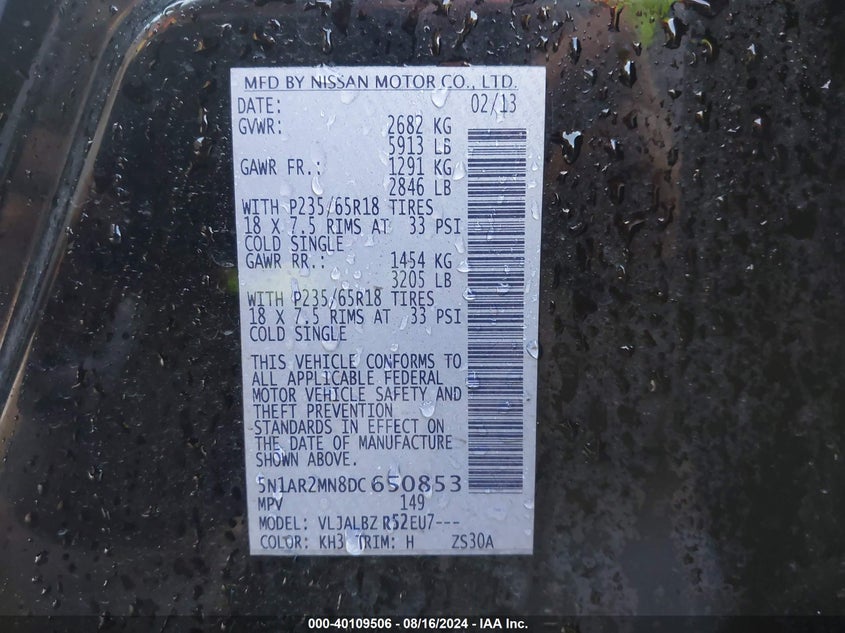 MFD BY NISSAN MOTOR CO., LTD.
DATE: 02/13
GVWR: 2682 KG
5913 LB
GAWR FR.: 1291 KG
2846 LB
WITH P235/65R18 TIRES
18 X 7.5 RIMS AT 33 PSI
COLD SINGLE
GAWR RR.: 1454 KG
3205 LB
WITH P235/65R18 TIRES
18 X 7.5 RIMS AT 33 PSI
COLD SINGLE
THIS VEHICLE CONFORMS TO
ALL APPLICABLE FEDERAL
MOTOR VEHICLE SAFETY AND
THEFT PREVENTION
STANDARDS IN EFFECT ON
THE DATE OF MANUFACTURE
SHOWN ABOVE.
5N1AR2MN8DC650853
MPV 149
MODEL: VLJALBZ R52EU7---
COLOR: KH3 TRIM: H ZS30A
000-40109506 - 08/16/2024 - IAA Inc.